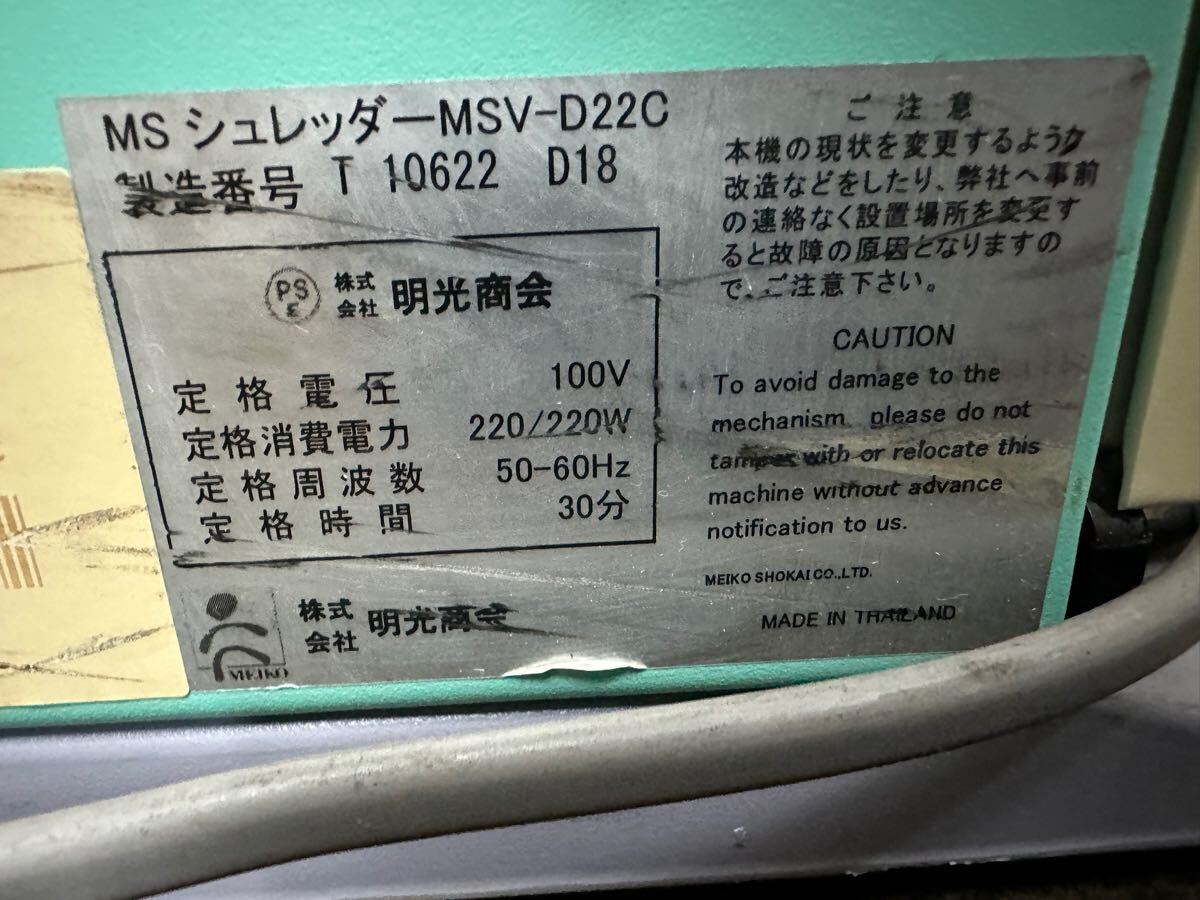 MS シュレッダーMSV-D22C
製造番号 T 10622 D18
PS
E
株式
会社 明光商会
定格電圧 100V
定格消費電力 220/220W
定格周波数 50-60Hz
定格時間 30分
株式
会社 明光商会
MEIKO
ご注意
本機の現状を変更するような
改造などをしたり、弊社へ事前
の連絡なく設置場所を変更す
ると故障の原因となりますの
で、ご注意下さい。
CAUTION
To avoid damage to the
mechanism please do not
tamper with or relocate this
machine without advance
notification to us.
MEIKO SHOKAI CO.,LTD.
MADE IN THAILAND